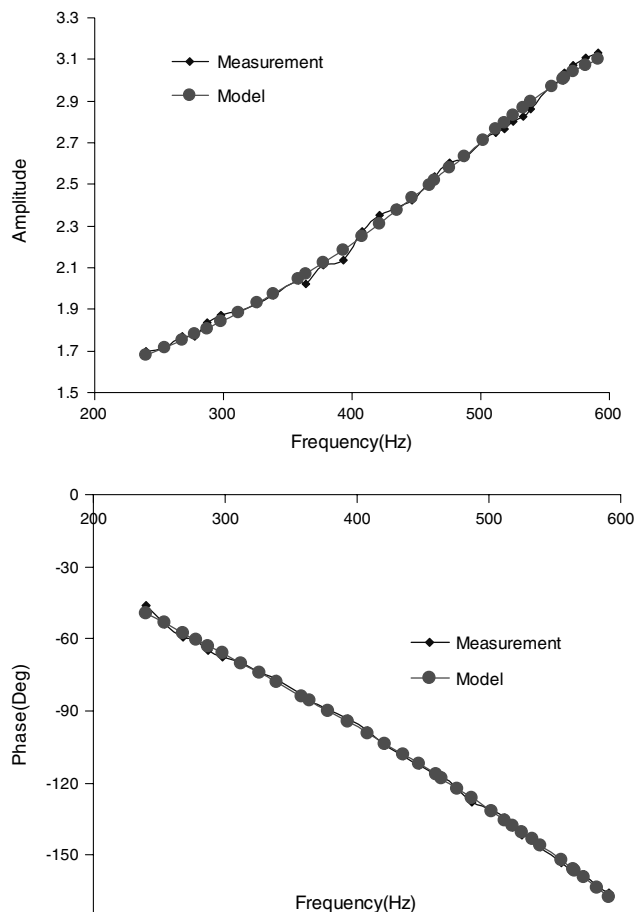 3.3
3.1
2.9
2.7
2.5
2.3
2.1
1.9
1.7
1.5
Amplitude
Measurement
Model
200 300 400 500 600
Frequency(Hz)
0
200 300 400 500 600
-30
-60
-90
-120
-150
Phase(Deg)
Measurement
Model
Frequency(Hz)